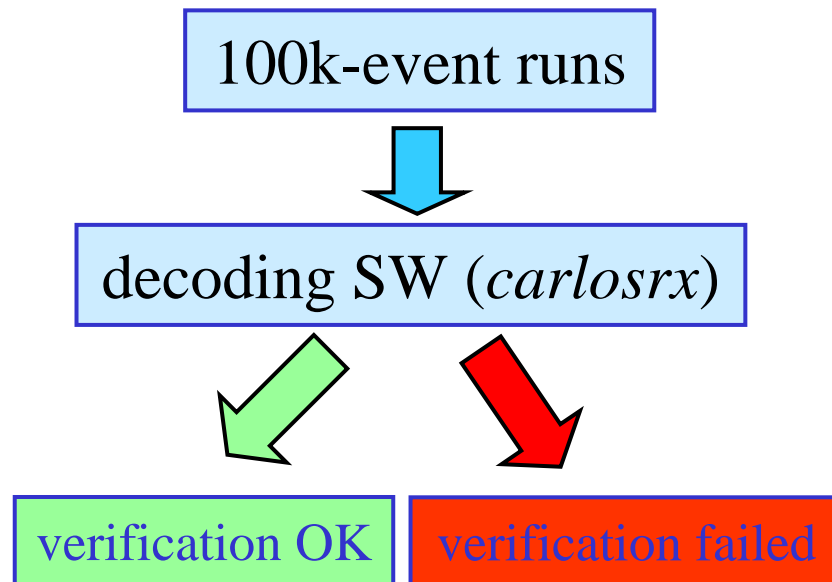 100k-event runs
decoding SW (carlosrx)
verification OK
verification failed